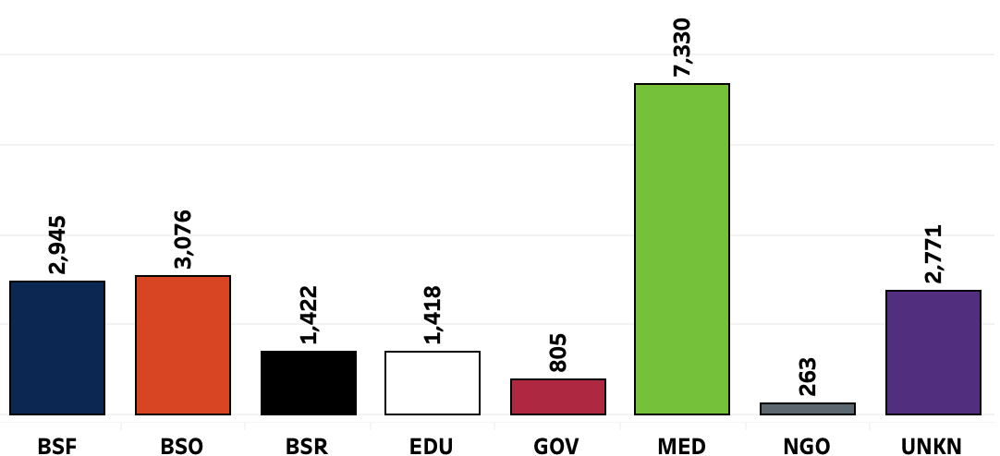 2,945
3,076
1,422
1,418
805
7,330
263
2,771
BSF
BSO
BSR
EDU
GOV
MED
NGO
UNKN